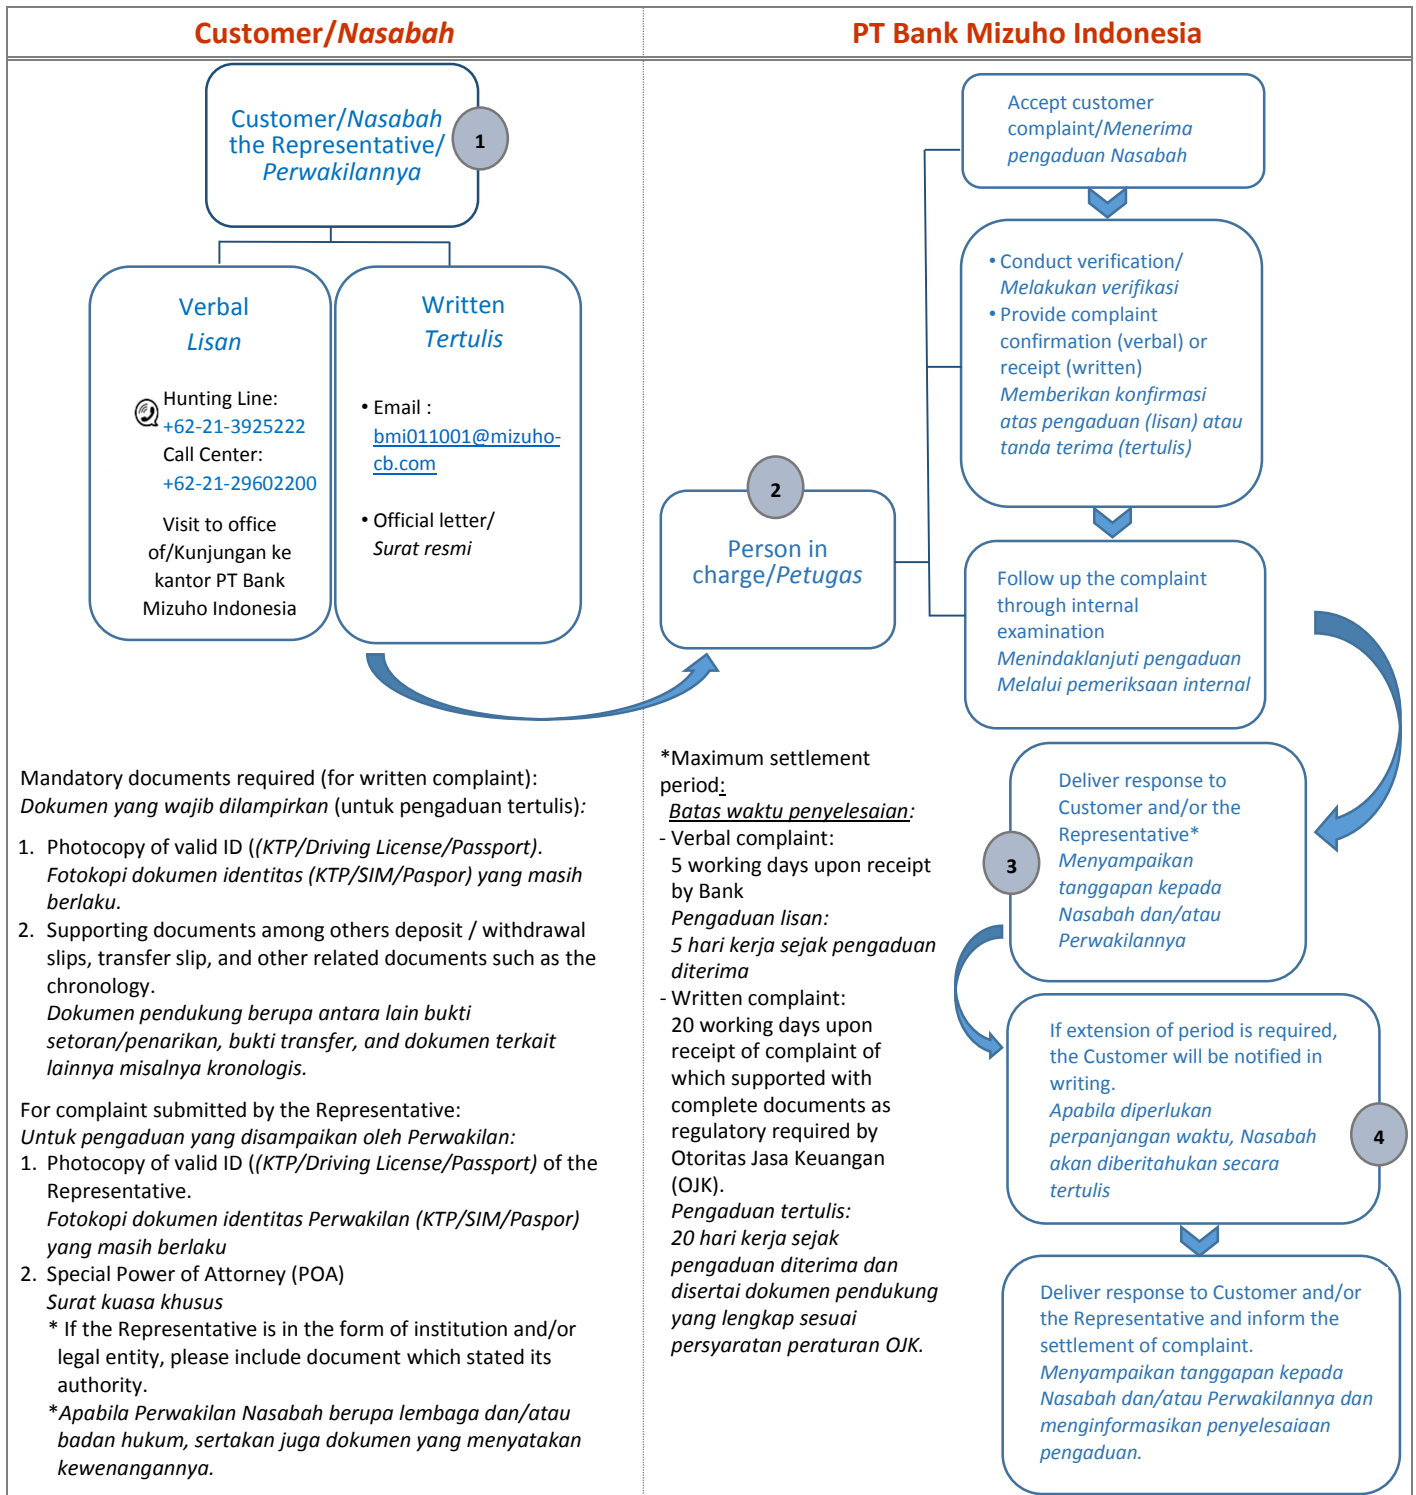 Customer/Nasabah
PT Bank Mizuho Indonesia
Customer/Nasabah
the Representative/
Perwakilannya
1
Verbal
Lisan
Hunting Line:
+62-21-3925222
Call Center:
+62-21-29602200
Visit to office
of/Kunjungan ke
kantor PT Bank
Mizuho Indonesia
Written
Tertulis
• Email :
bmi011001@mizuho-
cb.com
• Official letter/
Surat resmi
Mandatory documents required (for written complaint):
Dokumen yang wajib dilampirkan (untuk pengaduan tertulis):
1. Photocopy of valid ID ((KTP/Driving License/Passport).
Fotokopi dokumen identitas (KTP/SIM/Paspor) yang masih
berlaku.
2. Supporting documents among others deposit / withdrawal
slips, transfer slip, and other related documents such as the
chronology.
Dokumen pendukung berupa antara lain bukti
setoran/penarikan, bukti transfer, and dokumen terkait
lainnya misalnya kronologis.
For complaint submitted by the Representative:
Untuk pengaduan yang disampaikan oleh Perwakilan:
1. Photocopy of valid ID ((KTP/Driving License/Passport) of the
Representative.
Fotokopi dokumen identitas Perwakilan (KTP/SIM/Paspor)
yang masih berlaku
2. Special Power of Attorney (POA)
Surat kuasa khusus
* If the Representative is in the form of institution and/or
legal entity, please include document which stated its
authority.
*Apabila Perwakilan Nasabah berupa lembaga dan/atau
badan hukum, sertakan juga dokumen yang menyatakan
kewenangannya.
2
Person in
charge/Petugas
Accept customer
complaint/Menerima
pengaduan Nasabah
• Conduct verification/
Melakukan verifikasi
• Provide complaint
confirmation (verbal) or
receipt (written)
Memberikan konfirmasi
atas pengaduan (lisan) atau
tanda terima (tertulis)
Follow up the complaint
through internal
examination
Menindaklanjuti pengaduan
Melalui pemeriksaan internal
*Maximum settlement
period:
Batas waktu penyelesaian:
- Verbal complaint:
5 working days upon receipt
by Bank
Pengaduan lisan:
5 hari kerja sejak pengaduan
diterima
- Written complaint:
20 working days upon
receipt of complaint of
which supported with
complete documents as
regulatory required by
Otoritas Jasa Keuangan
(OJK).
Pengaduan tertulis:
20 hari kerja sejak
pengaduan diterima dan
disertai dokumen pendukung
yang lengkap sesuai
persyaratan peraturan OJK.
3
Deliver response to
Customer and/or the
Representative*
Menyampaikan
tanggapan kepada
Nasabah dan/atau
Perwakilannya
If extension of period is required,
the Customer will be notified in
writing.
Apabila diperlukan
perpanjangan waktu, Nasabah
akan diberitahukan secara
tertulis
4
Deliver response to Customer and/or
the Representative and inform the
settlement of complaint.
Menyampaikan tanggapan kepada
Nasabah dan/atau Perwakilannya dan
menginformasikan penyelesaiaan
pengaduan.